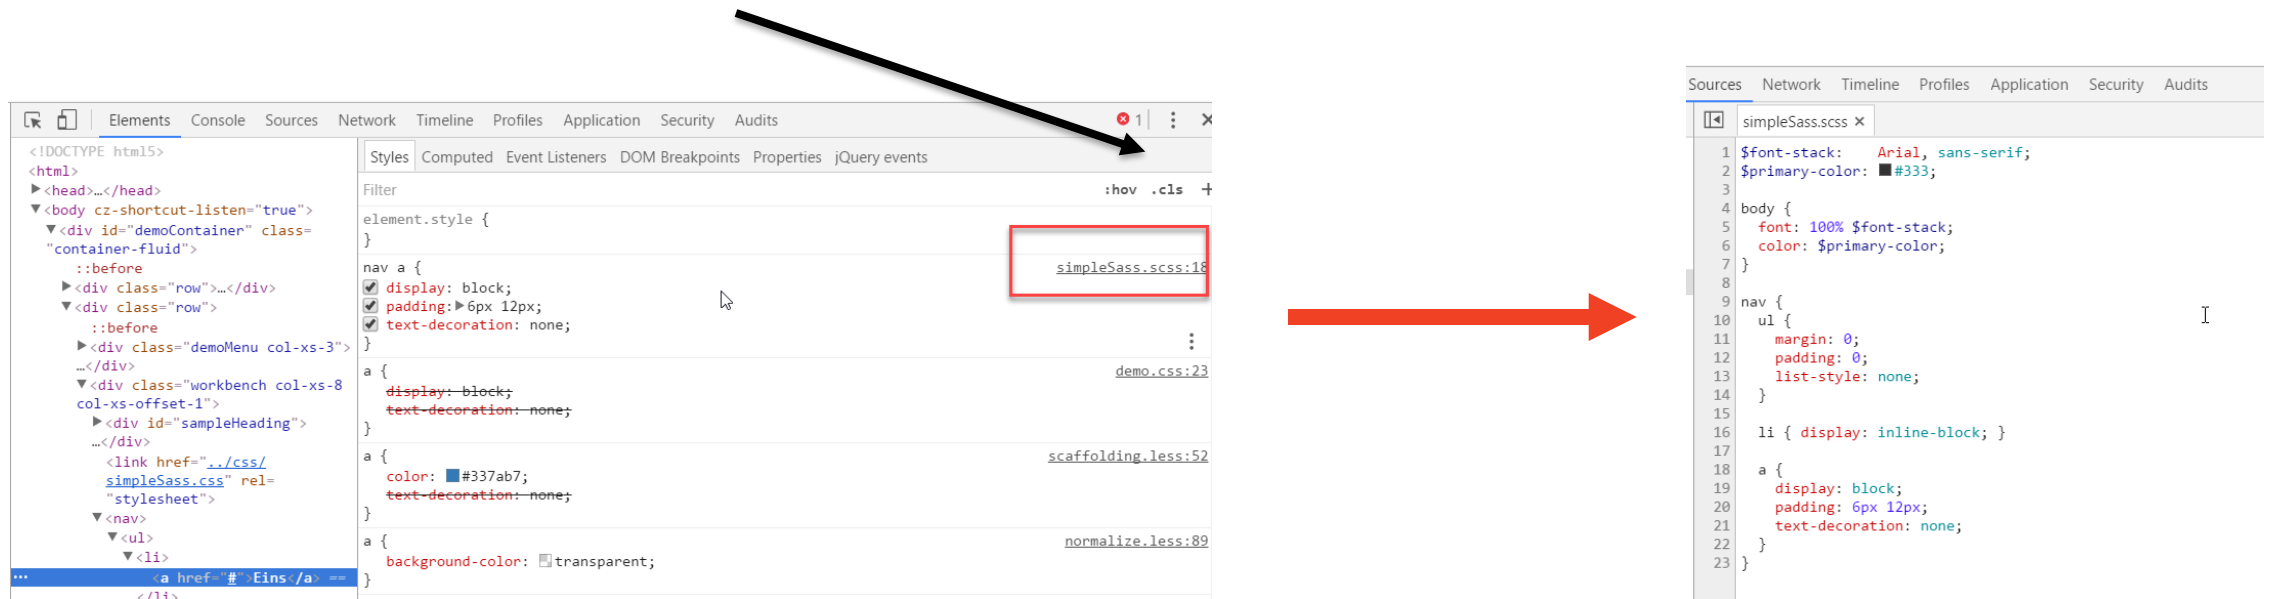 Elements Console Sources Network Timeline Profiles Application Security Audits 1
<!DOCTYPE html5>
<html>
<head>…</head>
<body cz-shortcut-listen="true">
<div id="demoContainer" class=
"container-fluid">
::before
<div class="row">…</div>
<div class="row">
::before
<div class="demoMenu col-xs-3">
…</div>
<div class="workbench col-xs-8
col-xs-offset-1">
<div id="sampleHeading">
…</div>
<link href="../css/
simpleSass.css" rel=
"stylesheet">
<nav>
<ul>
<li>
… <a href="#">Eins</a> ==
</li>
Styles Computed Event Listeners DOM Breakpoints Properties jQuery events
Filter :hov .cls +
element.style {
}
nav a { simpleSass.scss:18
display: block;
padding: 6px 12px;
text-decoration: none;
}
a { demo.css:23
display: block;
text-decoration: none;
}
a { scaffolding.less:52
color: #337ab7;
text-decoration: none;
}
a { normalize.less:89
background-color: transparent;
}
Sources Network Timeline Profiles Application Security Audits
simpleSass.scss ×
1 $font-stack: Arial, sans-serif;
2 $primary-color: #333;
3
4 body {
5 font: 100% $font-stack;
6 color: $primary-color;
7 }
8
9 nav {
10 ul {
11 margin: 0;
12 padding: 0;
13 list-style: none;
14 }
15
16 li { display: inline-block; }
17
18 a {
19 display: block;
20 padding: 6px 12px;
21 text-decoration: none;
22 }
23 }